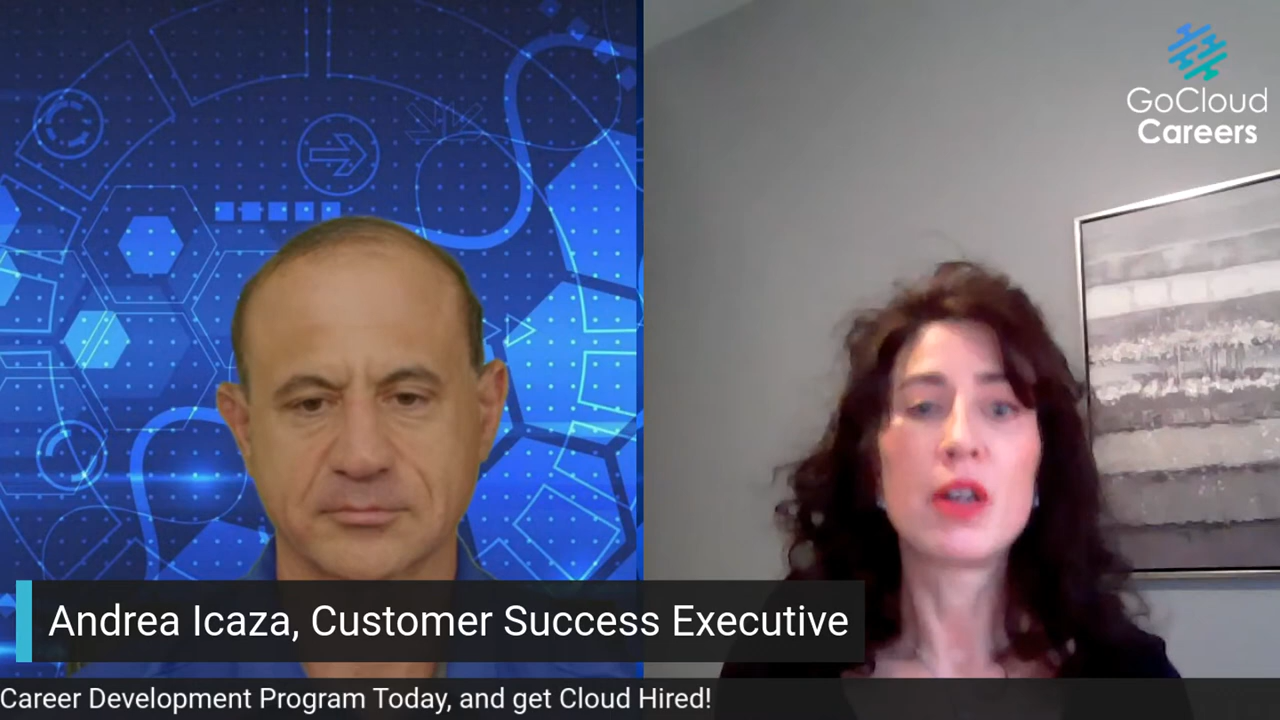 GoCloud
Careers
Andrea Icaza, Customer Success Executive
Career Development Program Today, and get Cloud Hired!